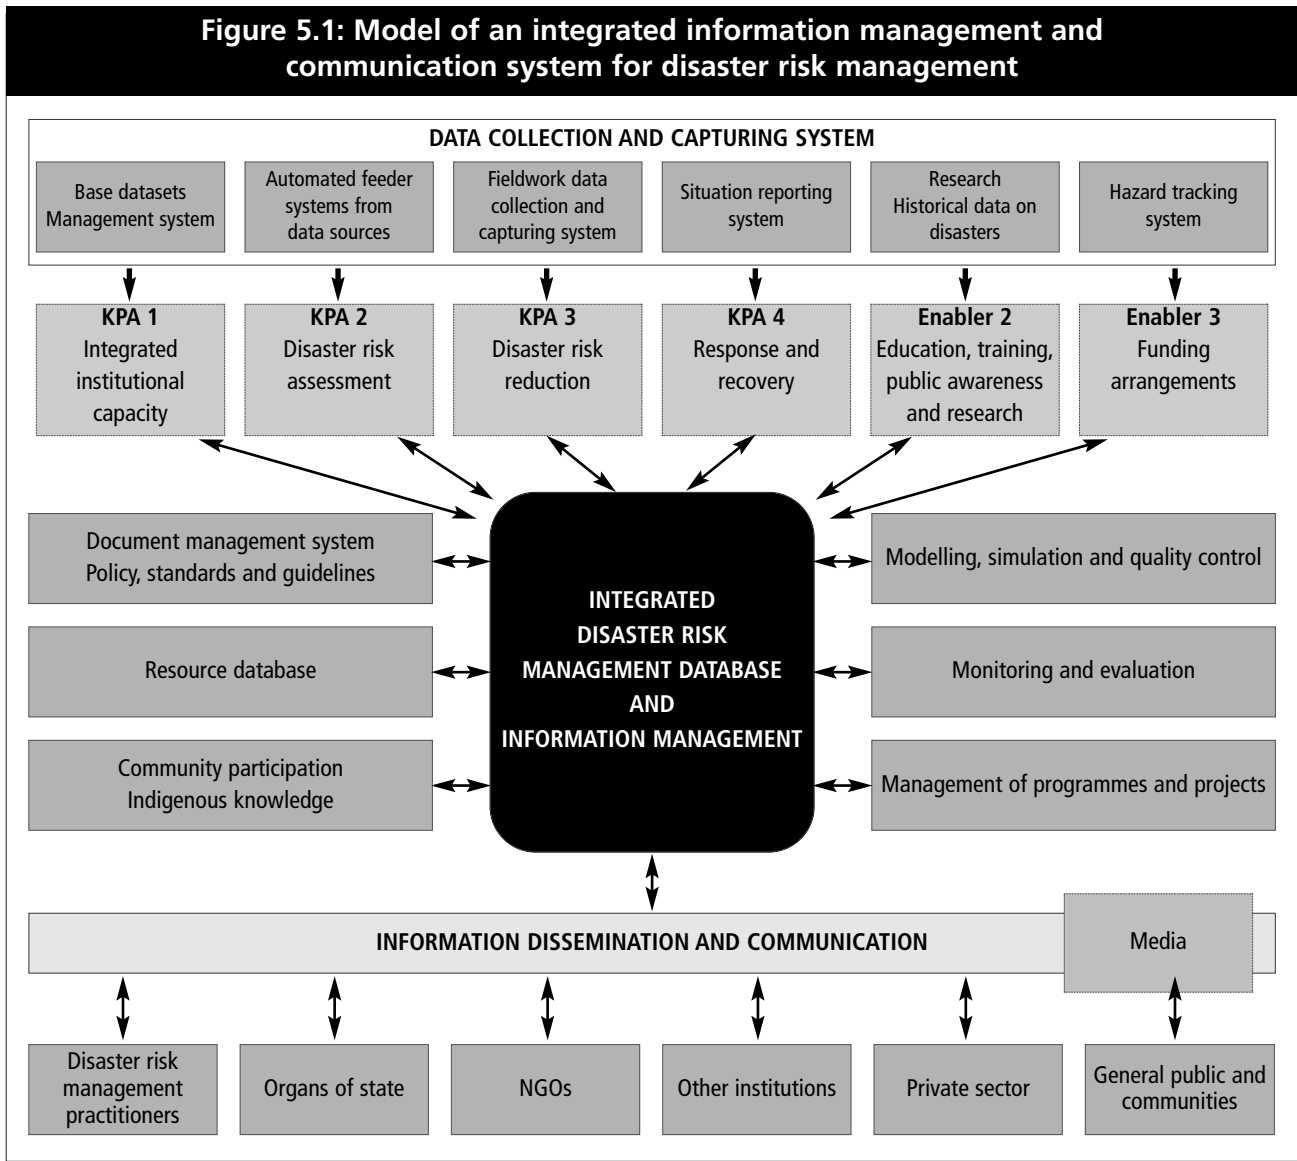 Figure 5.1: Model of an integrated information management and
communication system for disaster risk management
DATA COLLECTION AND CAPTURING SYSTEM
Base datasets
Management system
Automated feeder
systems from
data sources
Fieldwork data
collection and
capturing system
Situation reporting
system
Research
Historical data on
disasters
Hazard tracking
system
KPA 1
Integrated
institutional
capacity
KPA 2
Disaster risk
assessment
KPA 3
Disaster risk
reduction
KPA 4
Response and
recovery
Enabler 2
Education, training,
public awareness
and research
Enabler 3
Funding
arrangements
Document management system
Policy, standards and guidelines
Resource database
Community participation
Indigenous knowledge
INTEGRATED
DISASTER RISK
MANAGEMENT DATABASE
AND
INFORMATION MANAGEMENT
Modelling, simulation and quality control
Monitoring and evaluation
Management of programmes and projects
INFORMATION DISSEMINATION AND COMMUNICATION
Media
Disaster risk
management
practitioners
Organs of state
NGOs
Other institutions
Private sector
General public and
communities